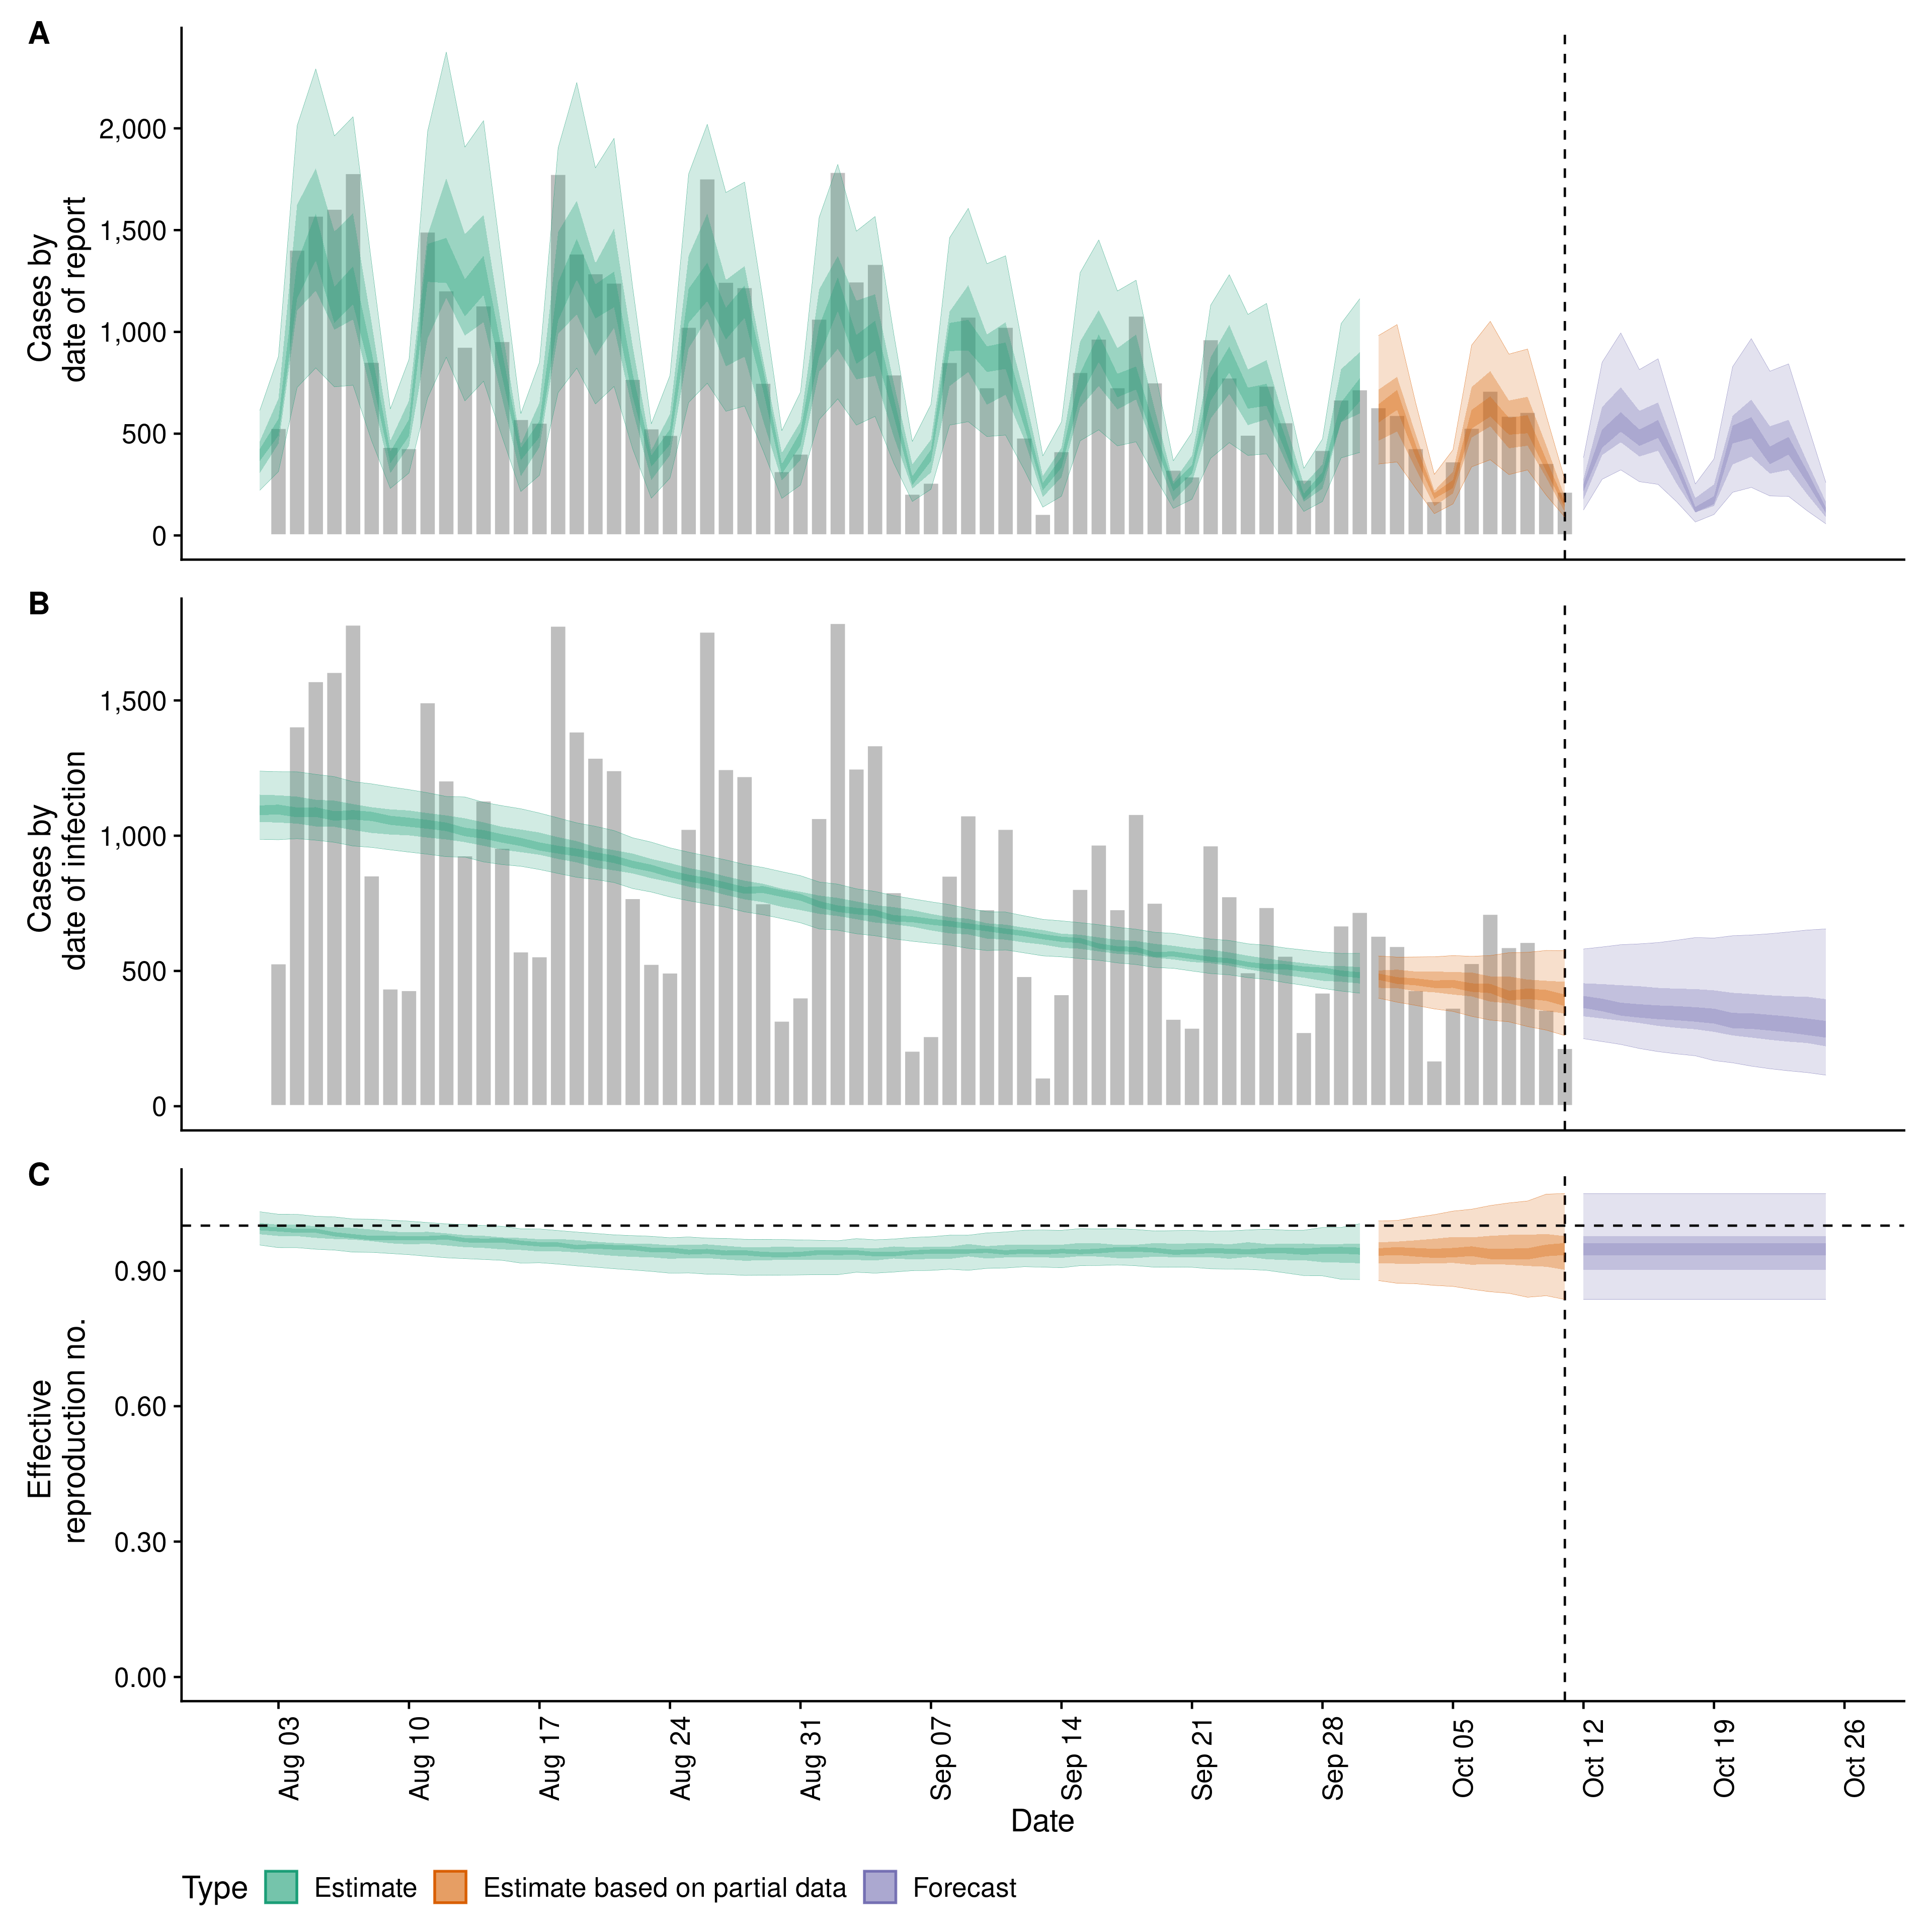 A
Cases by
date of report
2,000
1,500
1,000
500
0
B
Cases by
date of infection
1,500
1,000
500
0
C
Effective
reproduction no.
0.90
0.60
0.30
0.00
Aug 03
Aug 10
Aug 17
Aug 24
Aug 31
Sep 07
Sep 14
Sep 21
Sep 28
Oct 05
Oct 12
Oct 19
Oct 26
Date
Type Estimate Estimate based on partial data Forecast